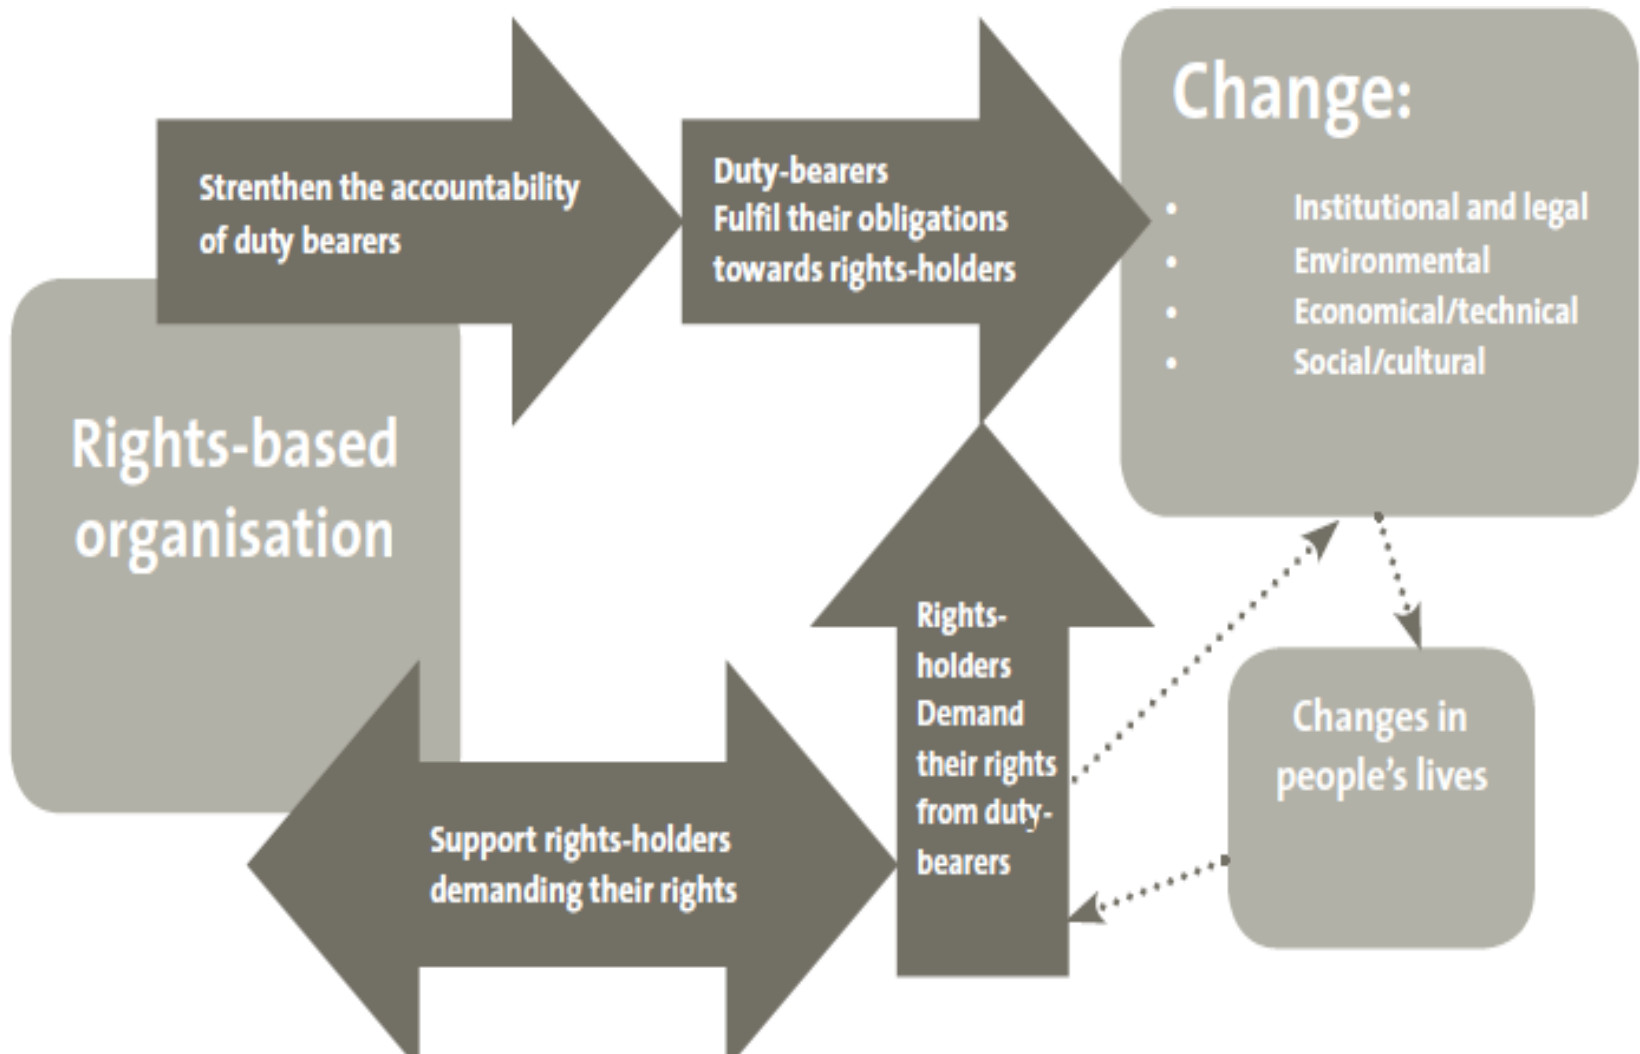 Strenthen the accountability
of duty bearers
Duty-bearers
Fulfil their obligations
towards rights-holders
Change:
• Institutional and legal
• Environmental
• Economical/technical
• Social/cultural
Rights-based
organisation
Support rights-holders
demanding their rights
Rights-
holders
Demand
their rights
from duty-
bearers
Changes in
people's lives